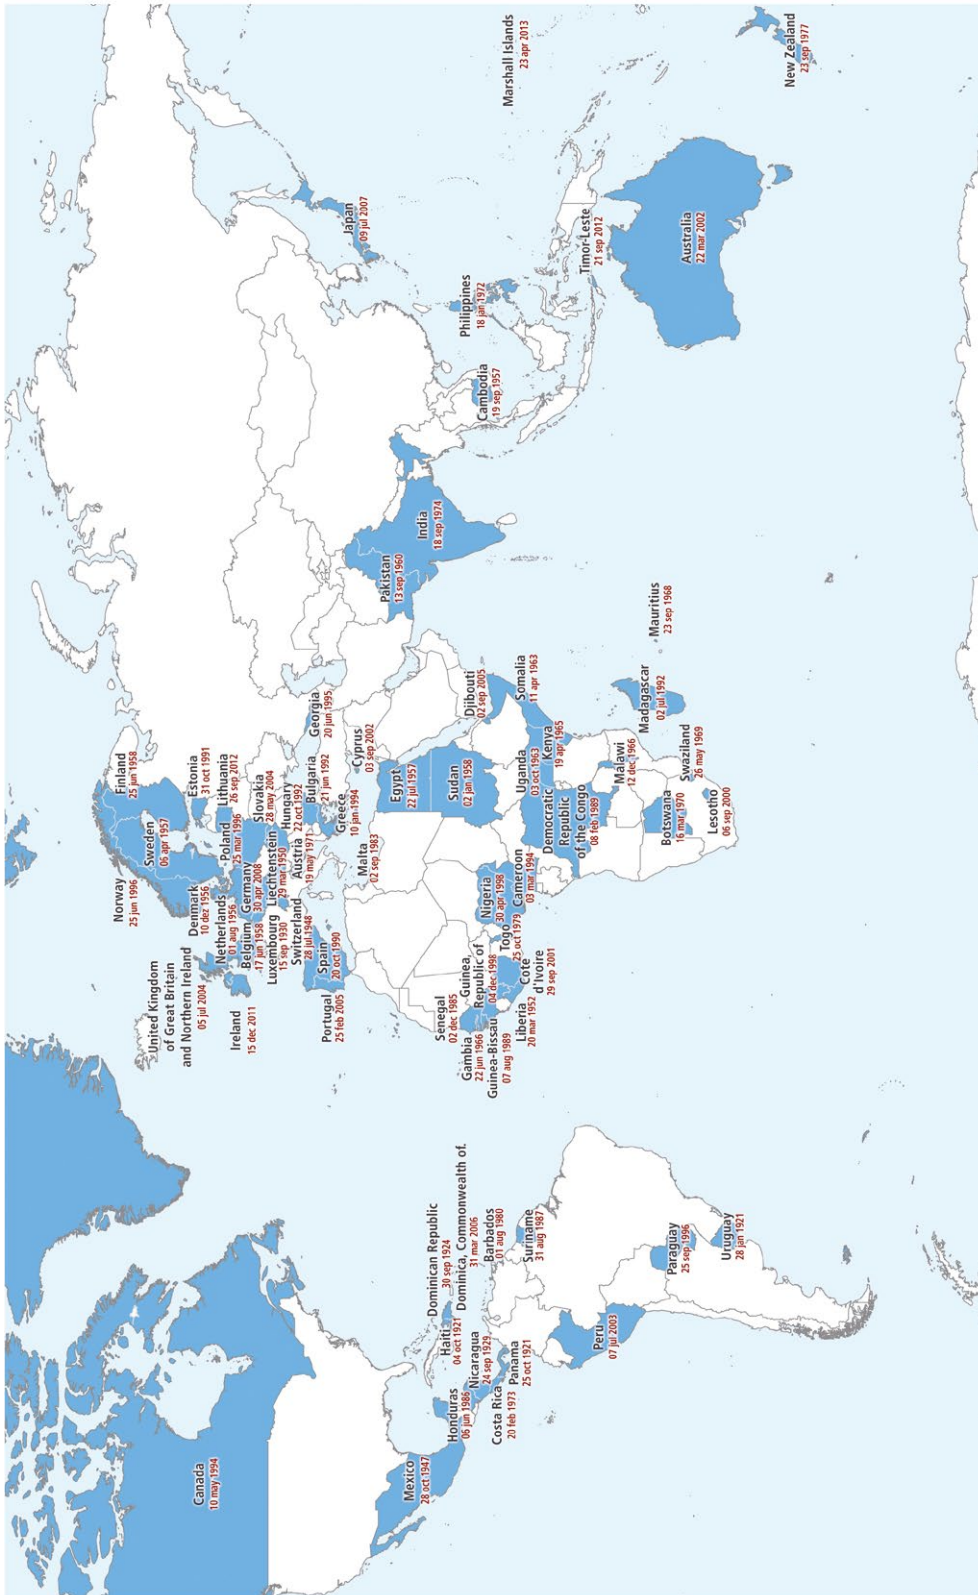 Canada
10 may 1994
Mexico
28 oct 1947
Honduras
06 jun 1986
Costa Rica
20 feb 1973
Nicaragua
24 sep 1929
Panama
25 oct 1921
Haiti
04 oct 1921
Dominican Republic
30 sep 1924
Dominica, Commonwealth of.
31 mar 2006
Barbados
01 aug 1980
Suriname
31 aug 1987
Peru
07 jul 2003
Paraguay
25 sep 1996
Uruguay
28 jan 1921
United Kingdom
of Great Britain
and Northern Ireland
05 jul 2004
Ireland
15 dec 2011
Norway
25 jun 1996
Sweden
06 apr 1957
Finland
25 jun 1958
Denmark
10 dez 1956
Netherlands
01 aug 1956
Belgium
17 jun 1958
Luxembourg
15 sep 1930
Germany
30 apr 2008
Liechtenstein
29 mar 1950
Switzerland
28 jul 1948
Austria
19 may 1971
Poland
25 mar 1996
Estonia
31 oct 1991
Lithuania
26 sep 2012
Slovakia
28 may 2004
Hungary
22 oct 1992
Bulgaria
21 jun 1992
Greece
10 jan 1994
Georgia
20 jun 1995
Cyprus
03 sep 2002
Malta
02 sep 1983
Portugal
25 feb 2005
Spain
20 oct 1990
Senegal
02 dec 1985
Gambia
22 jun 1966
Guinea-Bissau
07 aug 1989
Guinea,
Republic of
04 dec 1998
Liberia
20 mar 1952
Cote
d'Ivoire
29 sep 2001
Togo
25 oct 1979
Nigeria
30 apr 1998
Cameroon
03 mar 1994
Egypt
22 jul 1957
Sudan
02 jan 1958
Djibouti
02 sep 2005
Somalia
11 apr 1963
Uganda
03 oct 1963
Kenya
19 apr 1965
Democratic
Republic
of the Congo
08 feb 1989
Malawi
12 dec 1966
Madagascar
02 jul 1992
Mauritius
23 sep 1968
Botswana
16 mar 1970
Swaziland
26 may 1969
Lesotho
06 sep 2000
Pakistan
13 sep 1960
India
18 sep 1974
Cambodia
19 sep 1957
Philippines
18 jan 1972
Japan
09 jul 2007
Timor-Leste
21 sep 2012
Australia
22 mar 2002
Marshall Islands
23 apr 2013
New Zealand
23 sep 1977